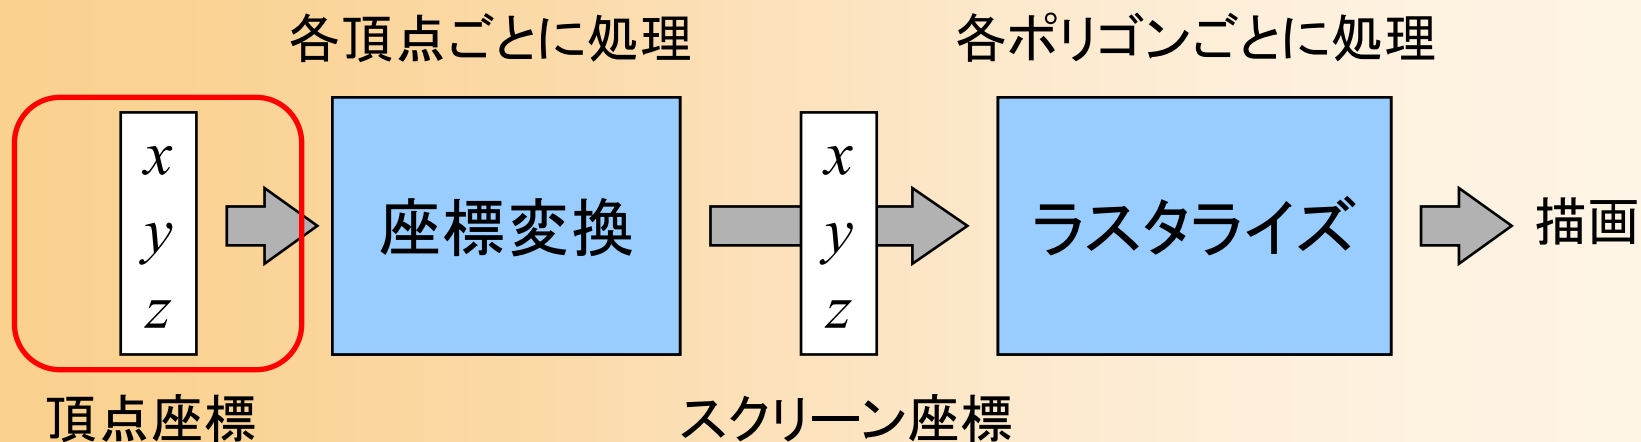 各頂点ごとに処理
各ポリゴンごとに処理
x
y
z
座標変換
x
y
z
ラスタライズ
描画
頂点座標
スクリーン座標